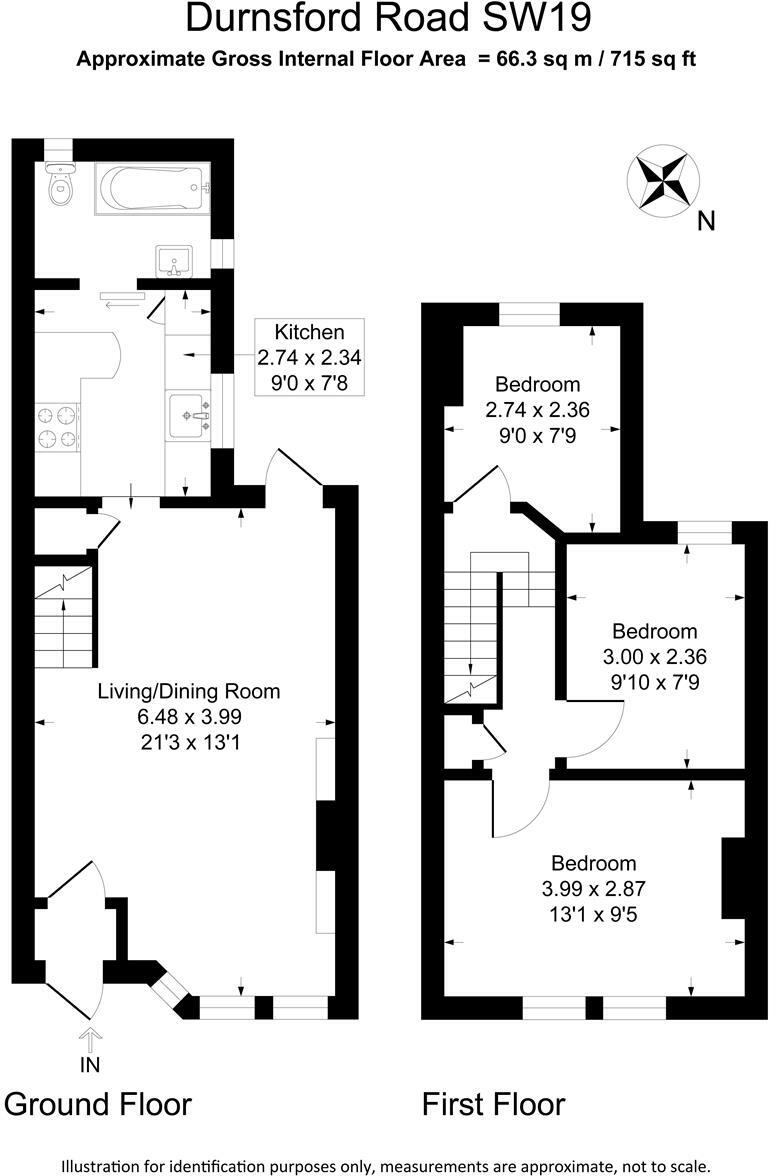 Durnsford Road SW19
Approximate Gross Internal Floor Area = 66.3 sq m / 715 sq ft
N
Kitchen
2.74 x 2.34
9'0 x 7'8
Bedroom
2.74 x 2.36
9'0 x 7'9
Bedroom
3.00 x 2.36
9'10 x 7'9
Living/Dining Room
6.48 x 3.99
21'3 x 13'1
Bedroom
3.99 x 2.87
13'1 x 9'5
IN
Ground Floor
First Floor
Illustration for identification purposes only, measurements are approximate, not to scale.